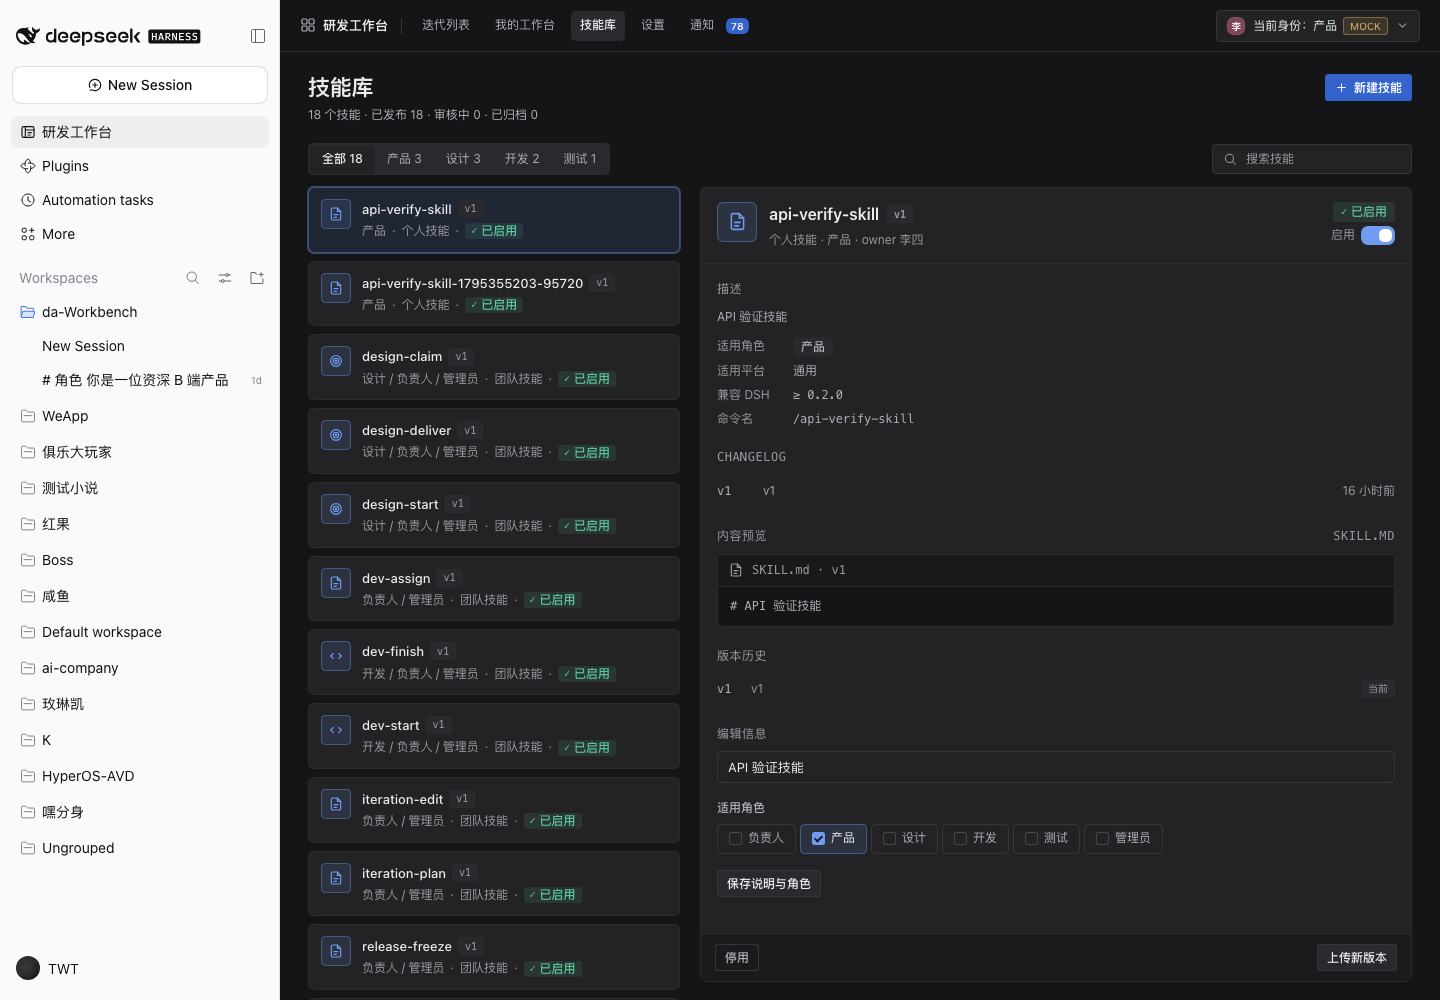 deepseek HARNESS
New Session
研发工作台
Plugins
Automation tasks
More
Workspaces
da-Workbench
New Session
# 角色 你是一位资深 B 端产品 1d
WeApp
俱乐大玩家
测试小说
红果
Boss
咸鱼
Default workspace
ai-company
玫琳凯
K
HyperOS-AVD
嘿分身
Ungrouped
TWT
研发工作台 迭代列表 我的工作台 技能库 设置 通知 78
李 当前身份: 产品 MOCK
技能库
18 个技能 · 已发布 18 · 审核中 0 · 已归档 0
+ 新建技能
全部 18 产品 3 设计 3 开发 2 测试 1
搜索技能
api-verify-skill v1
产品 · 个人技能 · ✓ 已启用
api-verify-skill-1795355203-95720 v1
产品 · 个人技能 · ✓ 已启用
design-claim v1
设计 / 负责人 / 管理员 · 团队技能 · ✓ 已启用
design-deliver v1
设计 / 负责人 / 管理员 · 团队技能 · ✓ 已启用
design-start v1
设计 / 负责人 / 管理员 · 团队技能 · ✓ 已启用
dev-assign v1
负责人 / 管理员 · 团队技能 · ✓ 已启用
dev-finish v1
开发 / 负责人 / 管理员 · 团队技能 · ✓ 已启用
dev-start v1
开发 / 负责人 / 管理员 · 团队技能 · ✓ 已启用
iteration-edit v1
负责人 / 管理员 · 团队技能 · ✓ 已启用
iteration-plan v1
负责人 / 管理员 · 团队技能 · ✓ 已启用
release-freeze v1
负责人 / 管理员 · 团队技能 · ✓ 已启用
api-verify-skill v1
个人技能 · 产品 · owner 李四
✓ 已启用
启用
描述
API 验证技能
适用角色 产品
适用平台 通用
兼容 DSH ≥ 0.2.0
命令名 /api-verify-skill
CHANGELOG
v1 v1 16 小时前
内容预览 SKILL.MD
SKILL.md · v1
# API 验证技能
版本历史
v1 v1 当前
编辑信息
API 验证技能
适用角色
负责人 产品 设计 开发 测试 管理员
保存说明与角色
停用 上传新版本